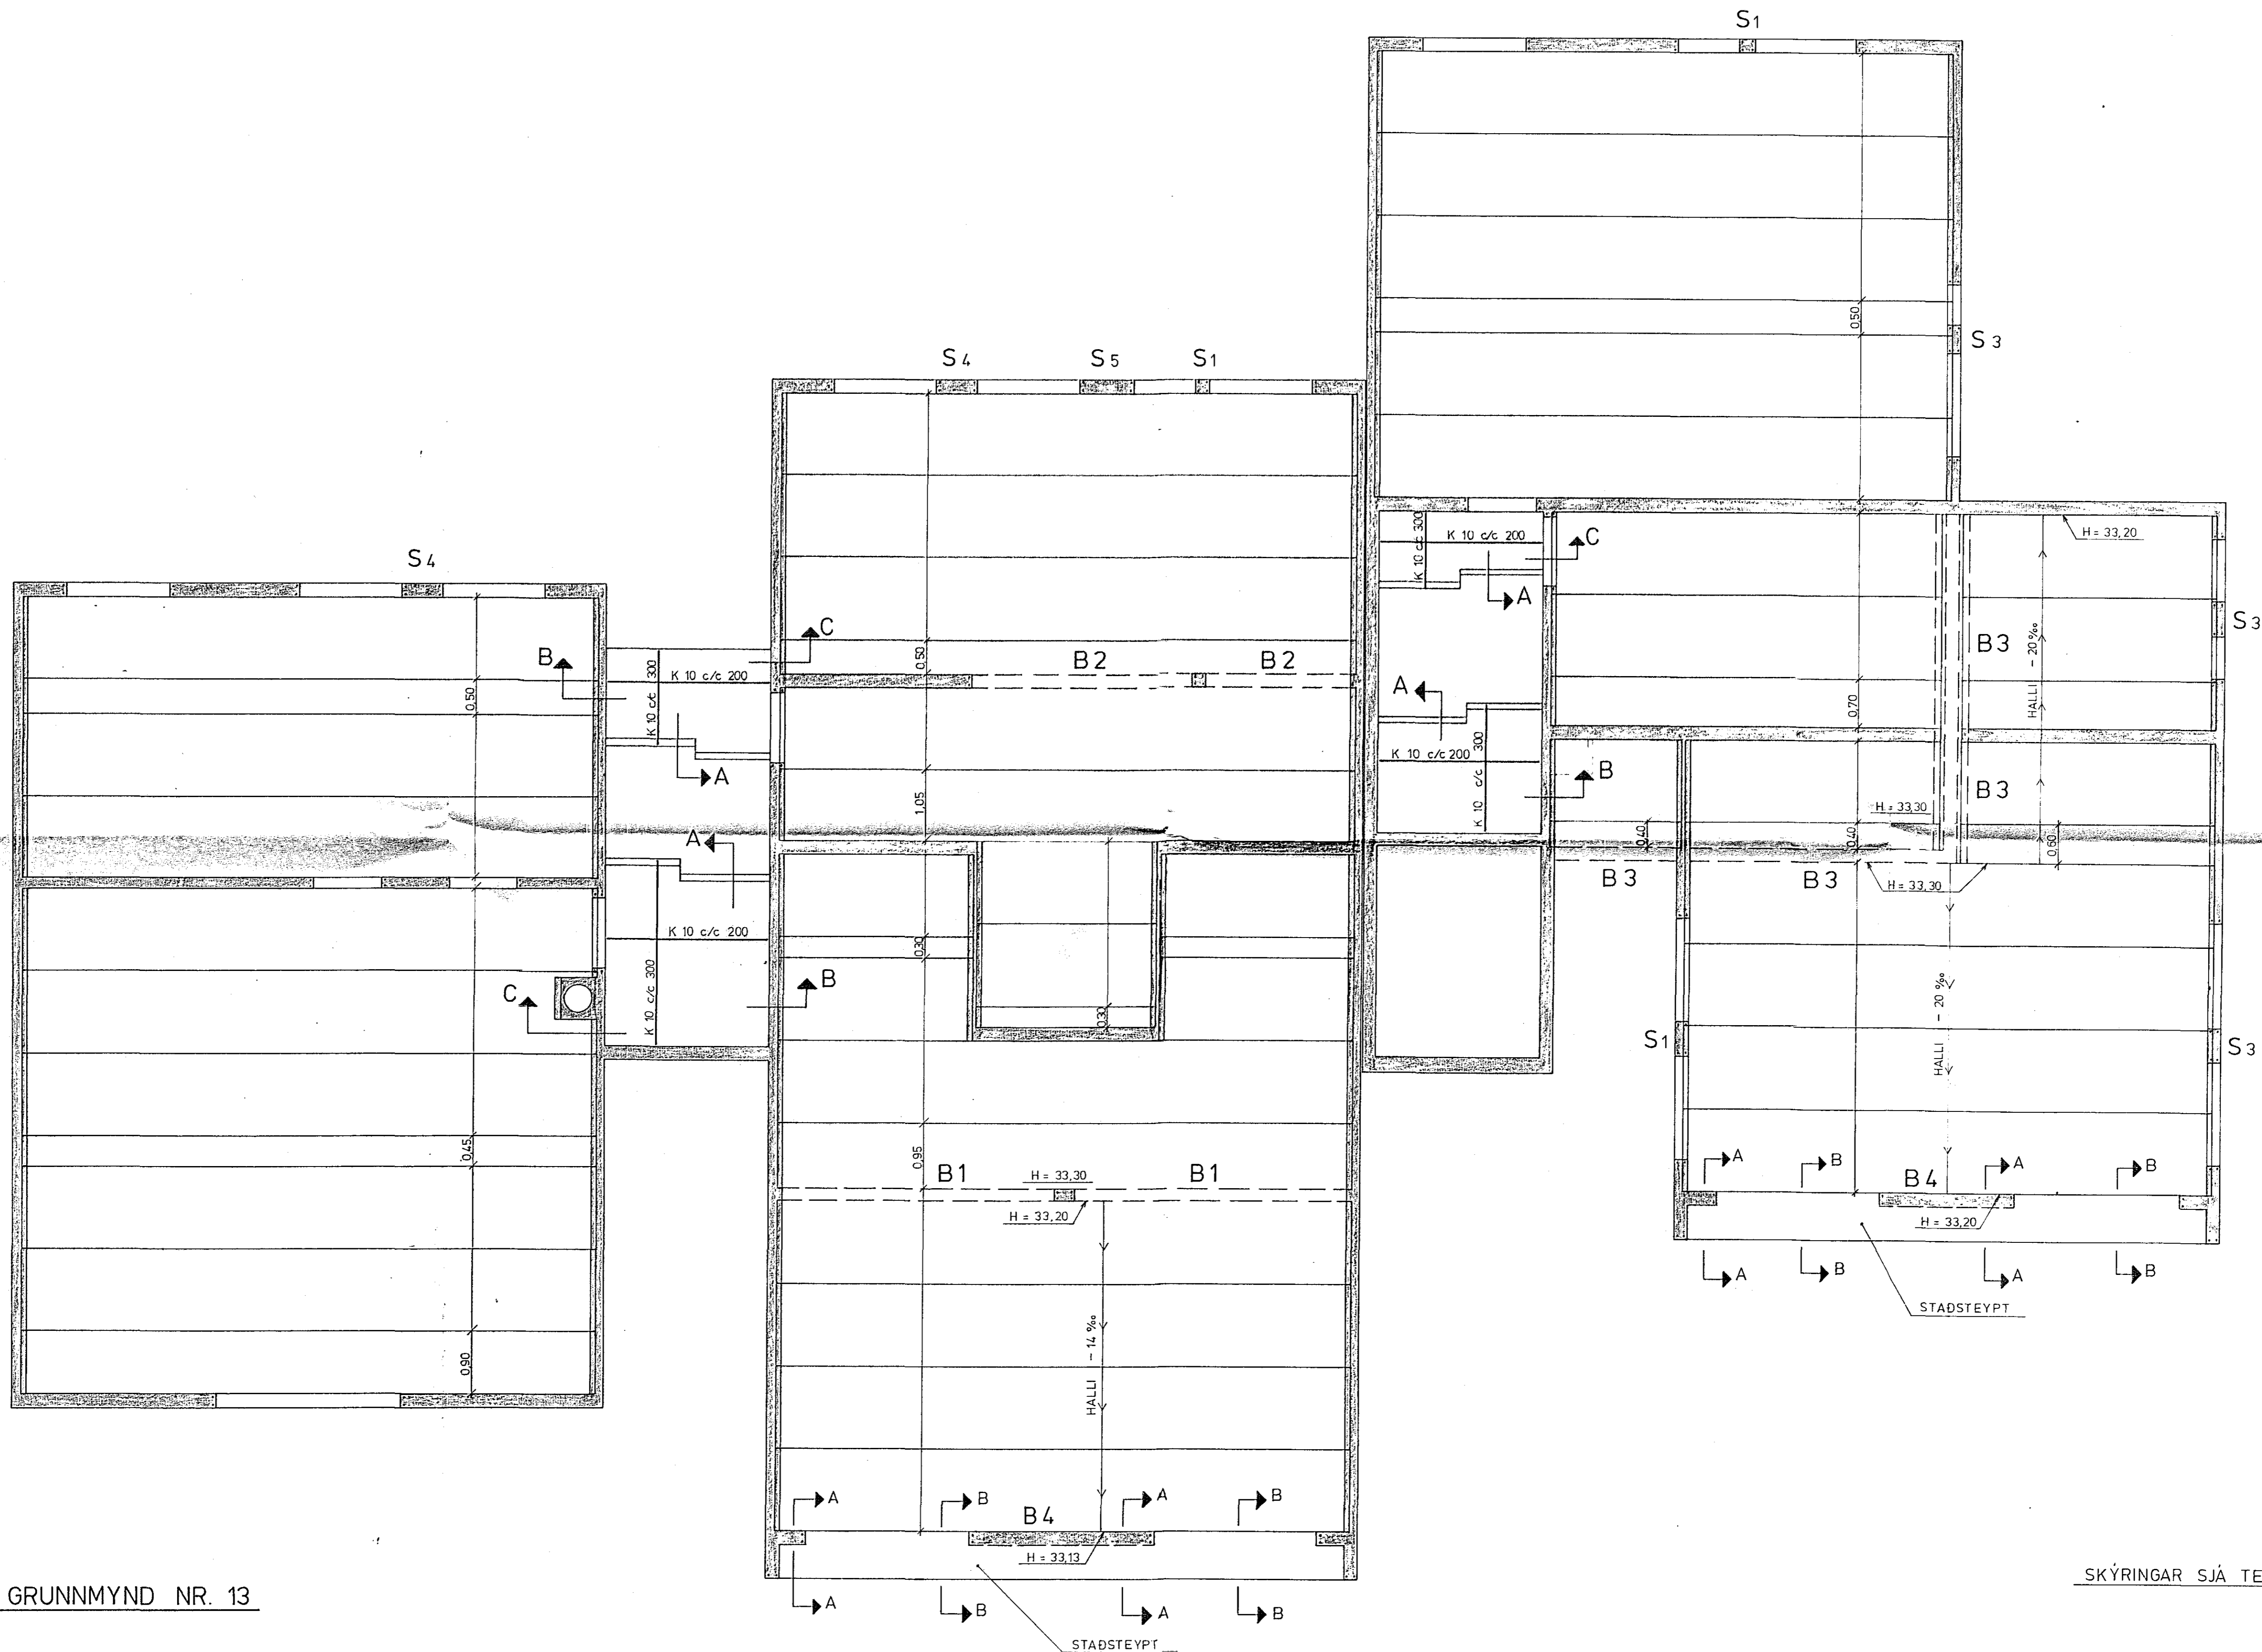 S1
S3
S4
S5
S1
S4
0,50
H = 33,20
K 10 c/c 300
K 10 c/c 200
C
A
S3
B3
HALLI - 20 ‰
0,70
0,50
B2
B2
C
B
K 10 c/c 200
K 10 c/c 300
0,50
A
A
K 10 c/c 200
K 10 c/c 300
B
B3
H = 33,30
1,05
A
0,40
0,40
0,60
B3
B3
H = 33,30
K 10 c/c 200
0,30
K 10 c/c 300
B
C
0,30
HALLI - 20 ‰
S1
S3
0,45
0,95
B1
H = 33,30
B1
H = 33,20
A
B
A
B
B4
H = 33,20
A
B
A
B
STAÐSTEYPT
HALLI - 14 ‰
0,90
A
B
A
B
B4
H = 33,13
A
B
A
B
STAÐSTEYPT
GRUNNMYND NR. 13
SKÝRINGAR SJÁ TE